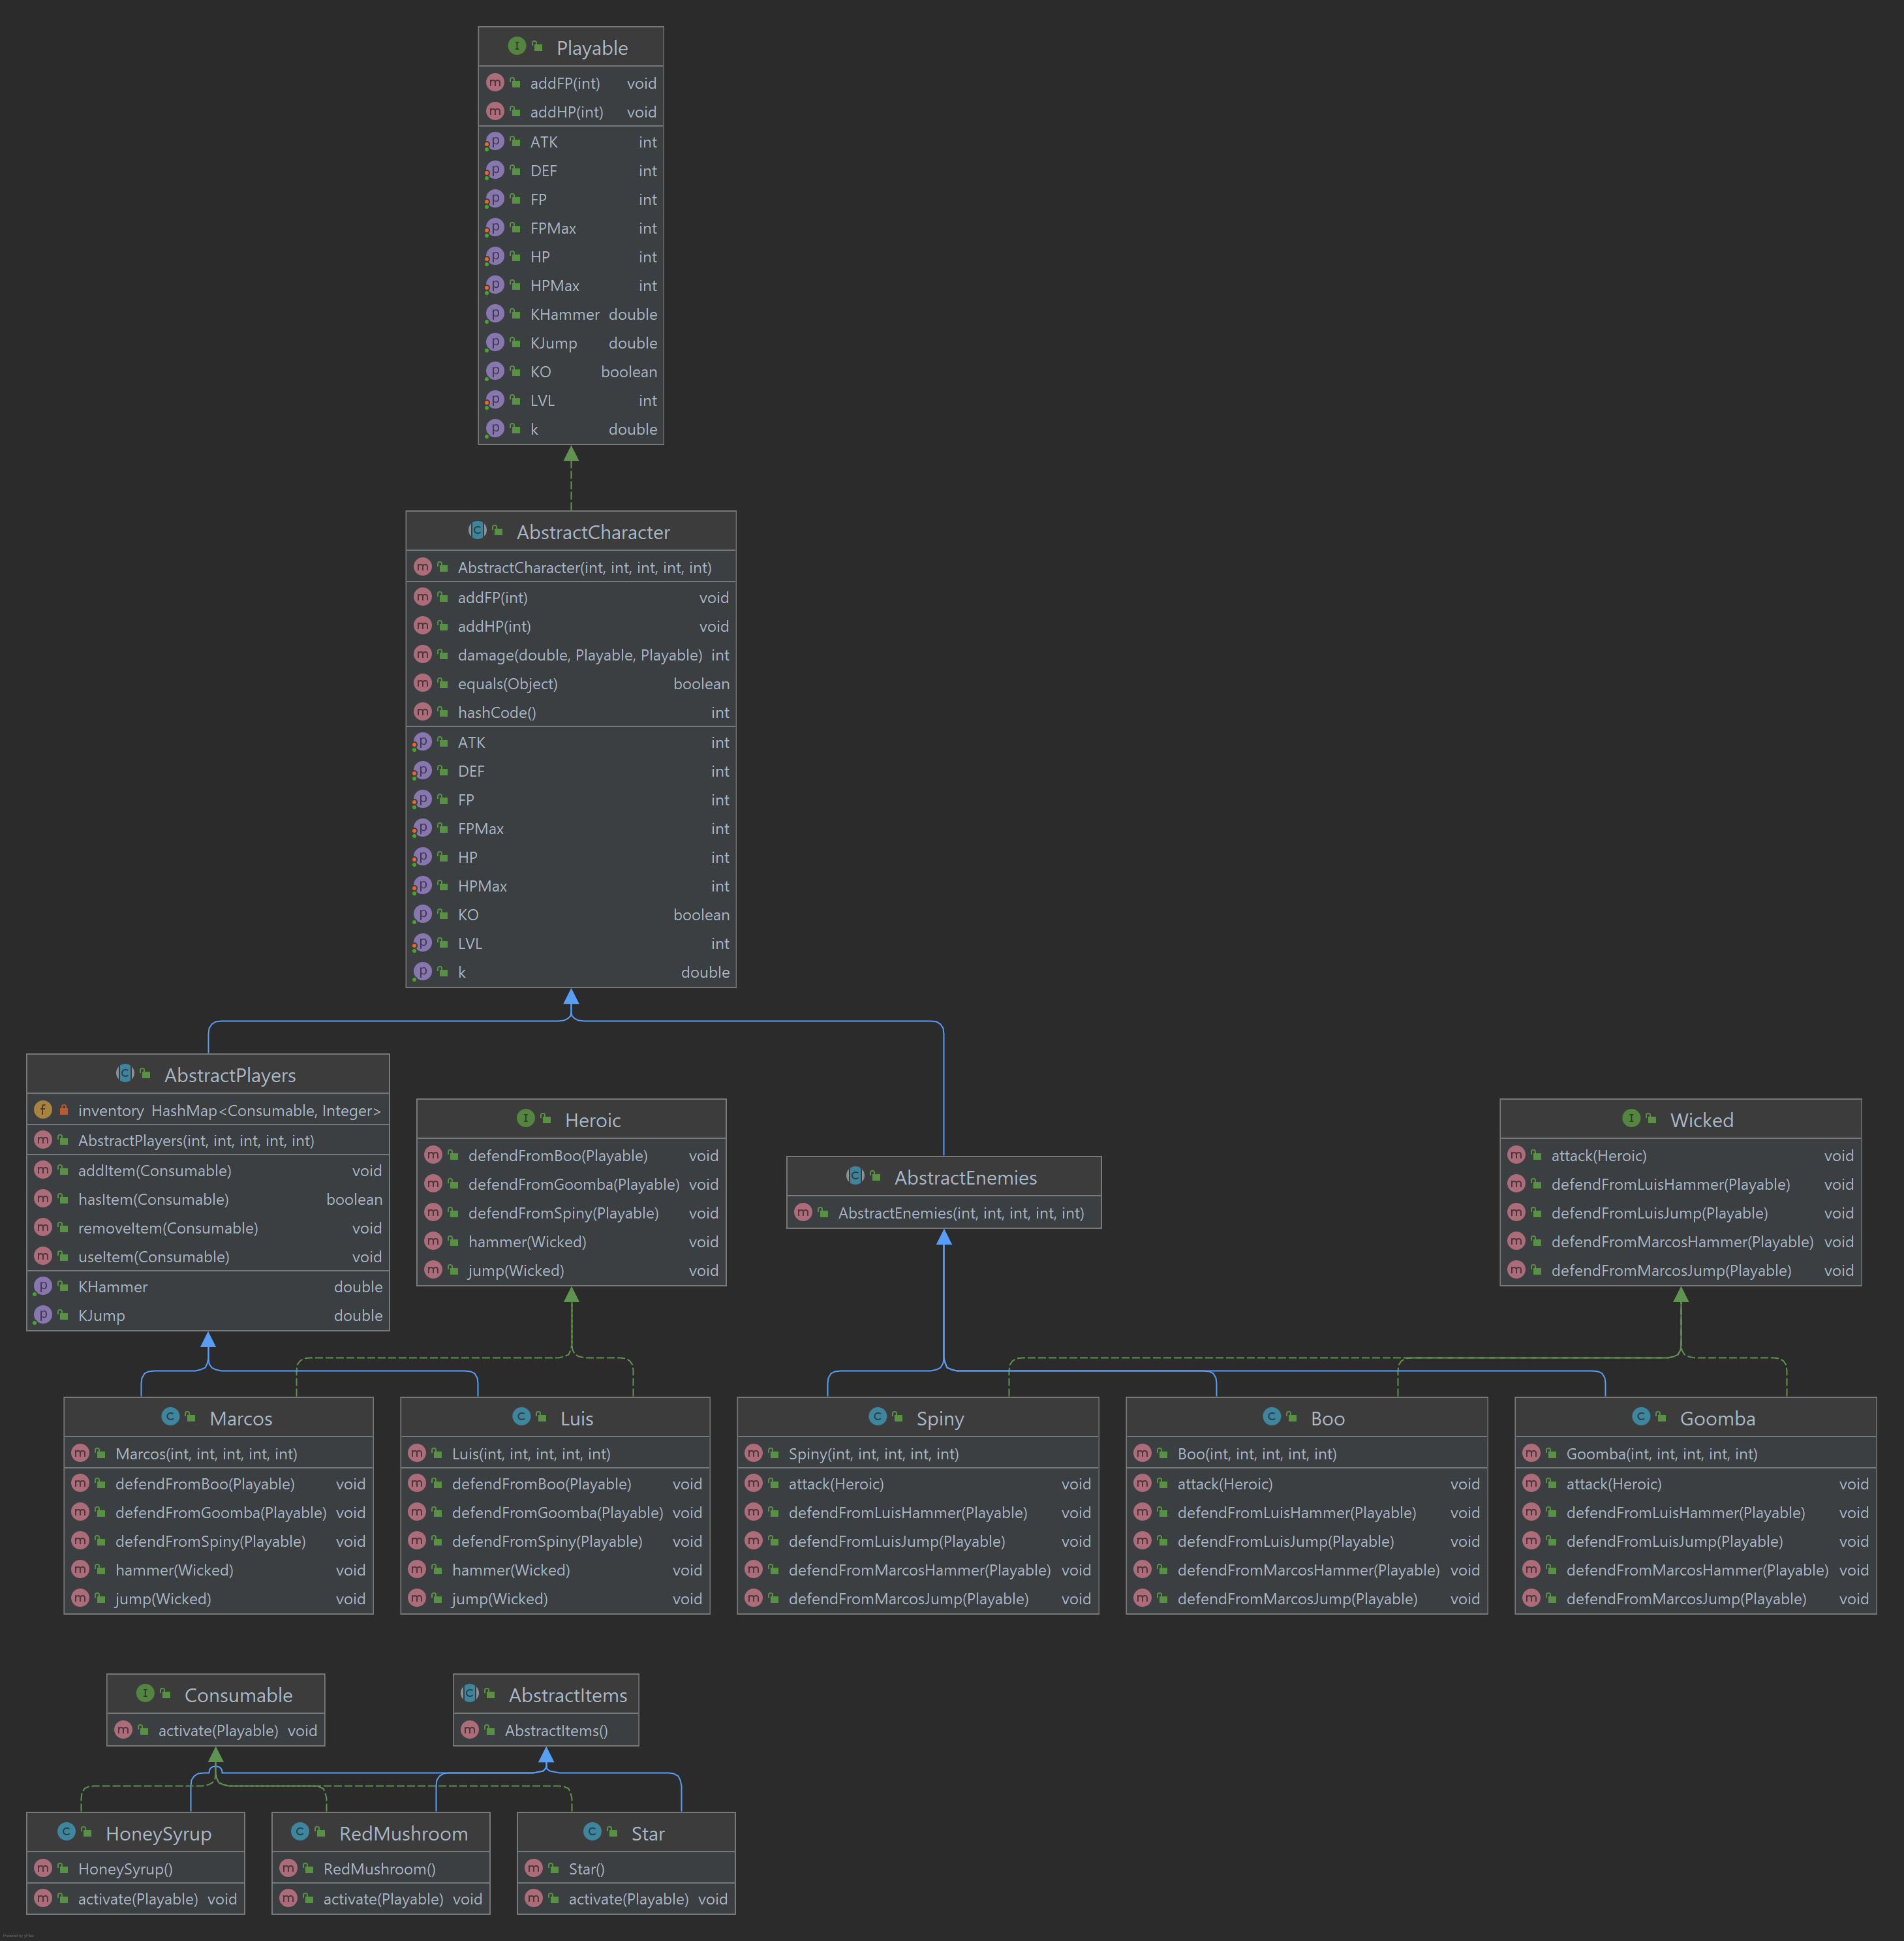 Playable
addFP(int) void
addHP(int) void
ATK int
DEF int
FP int
FPMax int
HP int
HPMax int
KHammer double
KJump double
KO boolean
LVL int
k double
AbstractCharacter
AbstractCharacter(int, int, int, int, int)
addFP(int) void
addHP(int) void
damage(double, Playable, Playable) int
equals(Object) boolean
hashCode() int
ATK int
DEF int
FP int
FPMax int
HP int
HPMax int
KO boolean
LVL int
k double
AbstractPlayers
inventory HashMap<Consumable, Integer>
AbstractPlayers(int, int, int, int, int)
addItem(Consumable) void
hasItem(Consumable) boolean
removeItem(Consumable) void
useItem(Consumable) void
KHammer double
KJump double
Heroic
defendFromBoo(Playable) void
defendFromGoomba(Playable) void
defendFromSpiny(Playable) void
hammer(Wicked) void
jump(Wicked) void
AbstractEnemies
AbstractEnemies(int, int, int, int, int)
Wicked
attack(Heroic) void
defendFromLuisHammer(Playable) void
defendFromLuisJump(Playable) void
defendFromMarcosHammer(Playable) void
defendFromMarcosJump(Playable) void
Marcos
Marcos(int, int, int, int, int)
defendFromBoo(Playable) void
defendFromGoomba(Playable) void
defendFromSpiny(Playable) void
hammer(Wicked) void
jump(Wicked) void
Luis
Luis(int, int, int, int, int)
defendFromBoo(Playable) void
defendFromGoomba(Playable) void
defendFromSpiny(Playable) void
hammer(Wicked) void
jump(Wicked) void
Spiny
Spiny(int, int, int, int, int)
attack(Heroic) void
defendFromLuisHammer(Playable) void
defendFromLuisJump(Playable) void
defendFromMarcosHammer(Playable) void
defendFromMarcosJump(Playable) void
Boo
Boo(int, int, int, int, int)
attack(Heroic) void
defendFromLuisHammer(Playable) void
defendFromLuisJump(Playable) void
defendFromMarcosHammer(Playable) void
defendFromMarcosJump(Playable) void
Goomba
Goomba(int, int, int, int, int)
attack(Heroic) void
defendFromLuisHammer(Playable) void
defendFromLuisJump(Playable) void
defendFromMarcosHammer(Playable) void
defendFromMarcosJump(Playable) void
Consumable
activate(Playable) void
AbstractItems
AbstractItems()
HoneySyrup
HoneySyrup()
activate(Playable) void
RedMushroom
RedMushroom()
activate(Playable) void
Star
Star()
activate(Playable) void